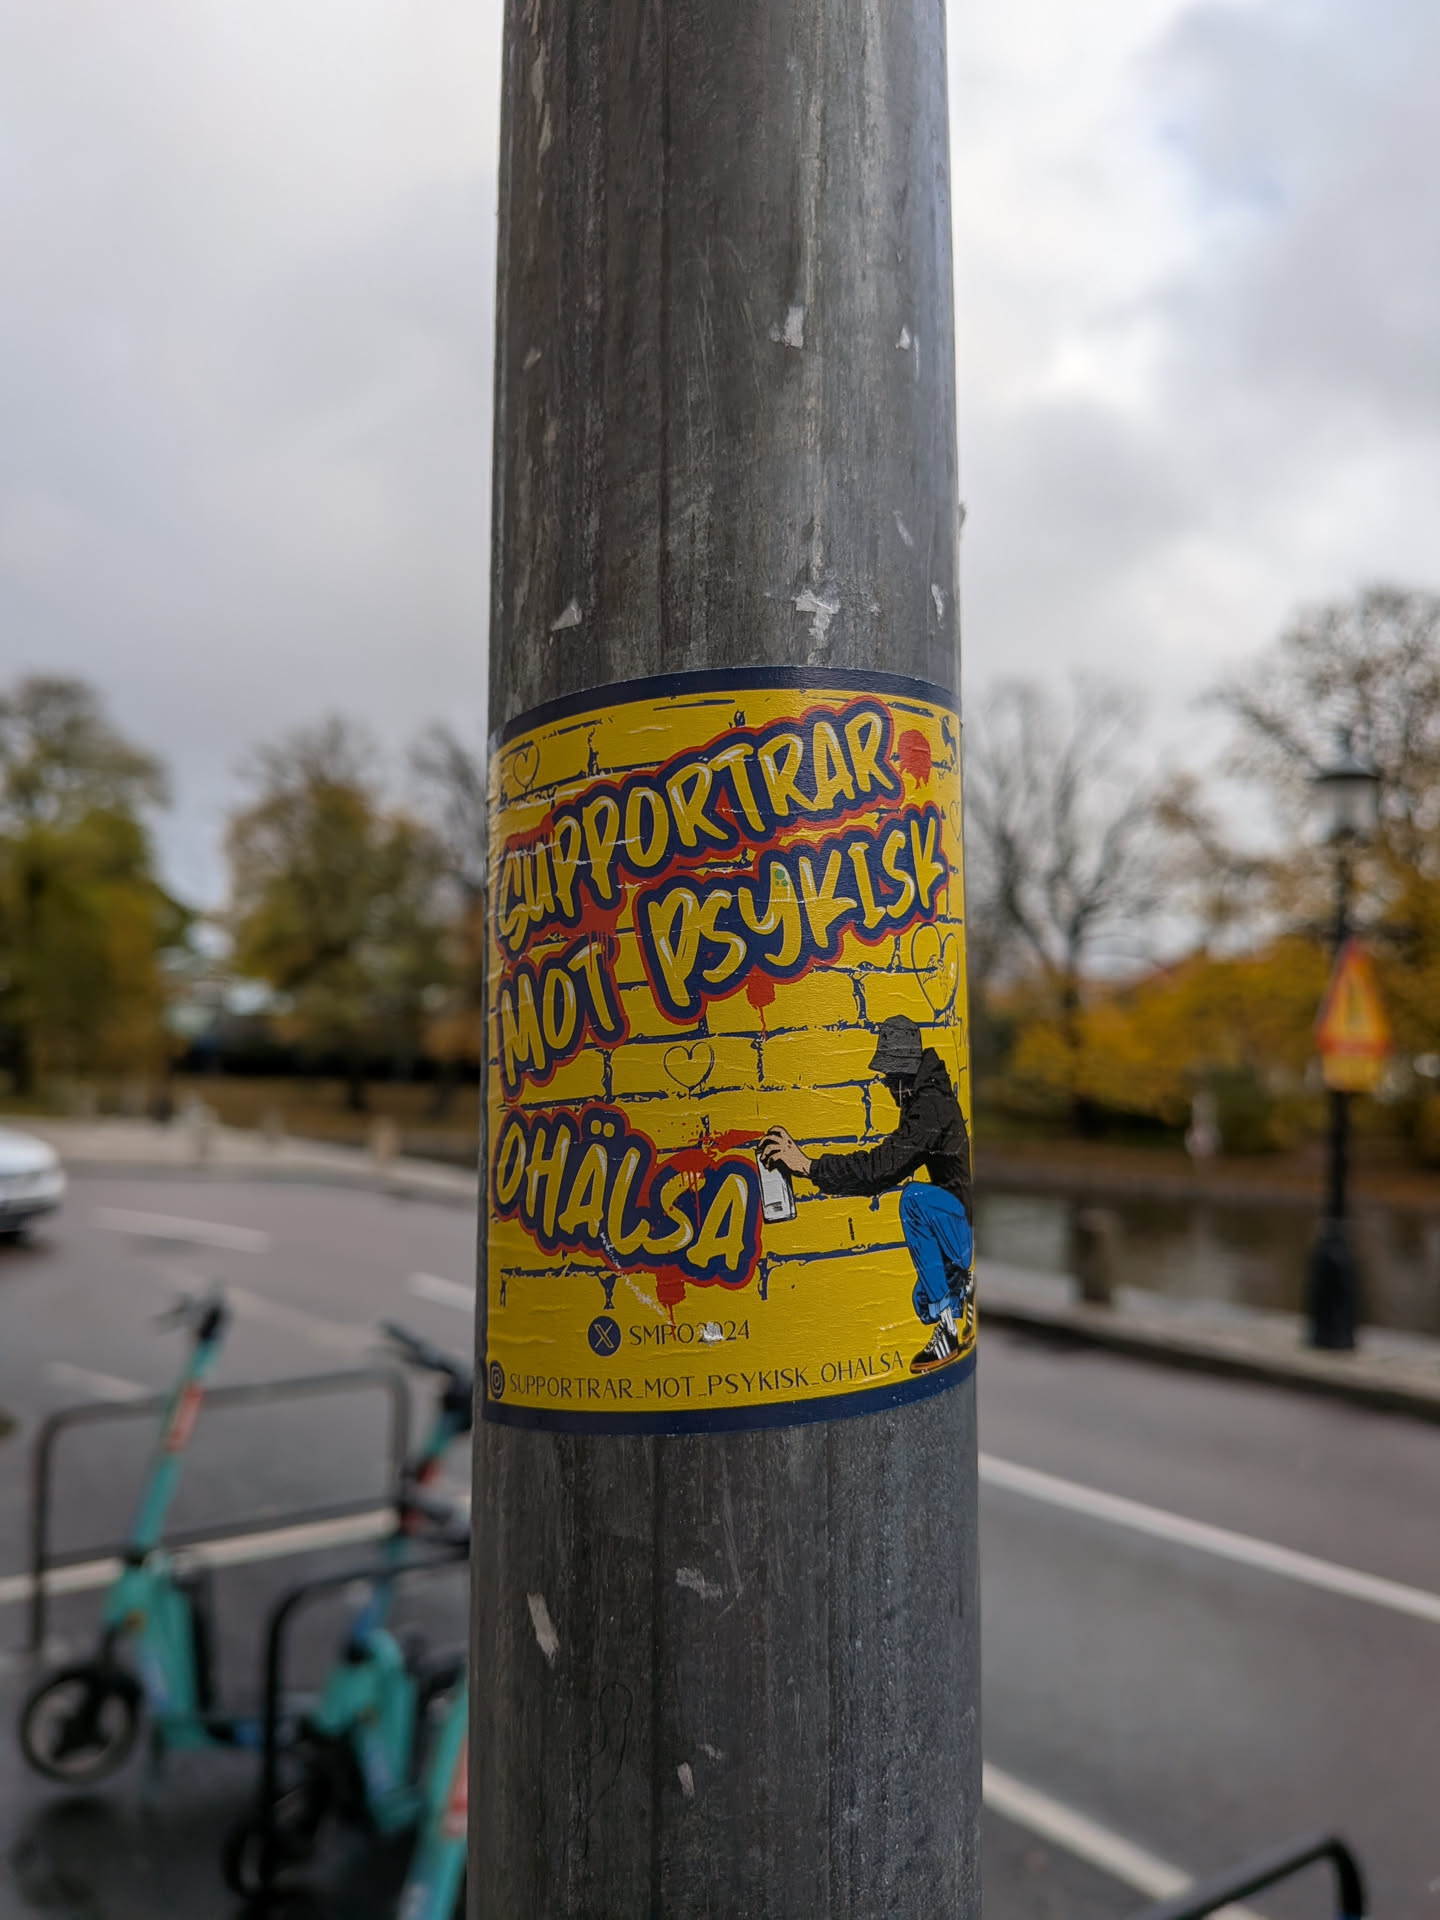 SUPPORTRAR
MOT PSYKISK
OHÄLSA
SMPO2024
SUPPORTRAR_MOT_PSYKISK_OHALSA